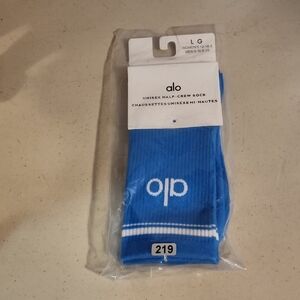 L G
alo
UNISEX HALF-CREW SOCK
CHAUSSETTES UNISEXE MI-HAUTES
alo
219